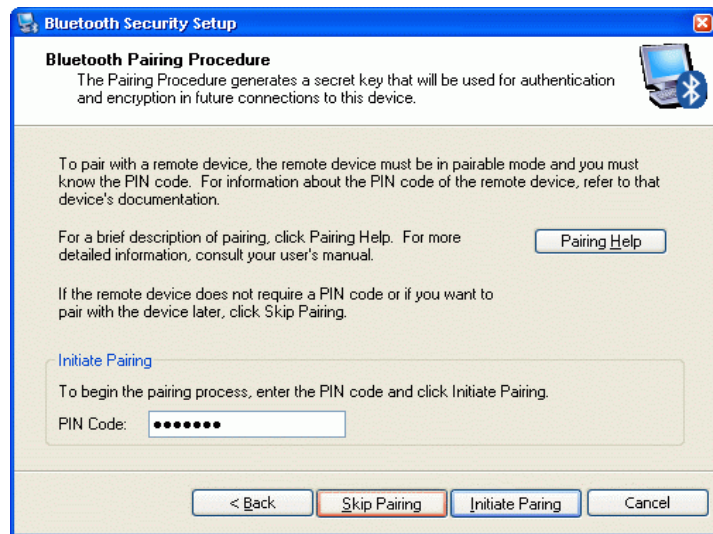 Bluetooth Security Setup
Bluetooth Pairing Procedure
The Pairing Procedure generates a secret key that will be used for authentication
and encryption in future connections to this device.
To pair with a remote device, the remote device must be in pairable mode and you must
know the PIN code.  For information about the PIN code of the remote device, refer to that
device's documentation.
For a brief description of pairing, click Pairing Help.  For more
detailed information, consult your user's manual.
Pairing Help
If the remote device does not require a PIN code or if you want to
pair with the device later, click Skip Pairing.
Initiate Pairing
To begin the pairing process, enter the PIN code and click Initiate Pairing.
PIN Code: •••••••
< Back Skip Pairing Initiate Paring Cancel